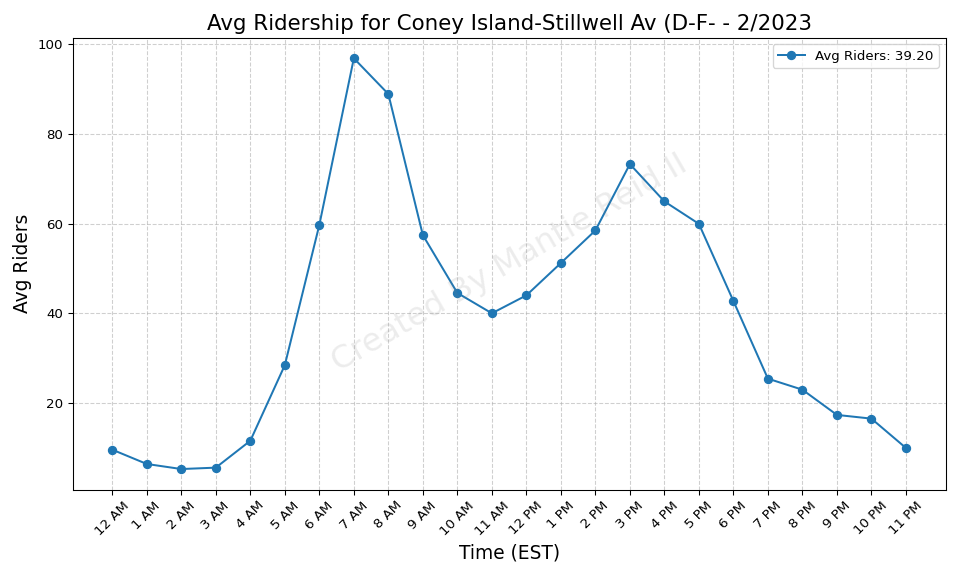 Avg Ridership for Coney Island-Stillwell Av (D-F- - 2/2023
Avg Riders: 39.20
100
80
60
40
20
Avg Riders
Created By Mantle Reid II
12 AM 1 AM 2 AM 3 AM 4 AM 5 AM 6 AM 7 AM 8 AM 9 AM 10 AM 11 AM 12 PM 1 PM 2 PM 3 PM 4 PM 5 PM 6 PM 7 PM 8 PM 9 PM 10 PM 11 PM
Time (EST)